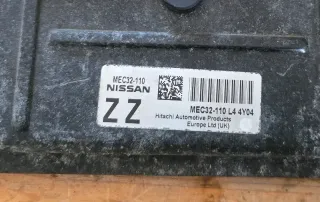 MEC32-110
NISSAN
ZZ
MEC32-110 L4 4Y04
Hitachi Automotive Products
Europe Ltd (UK)